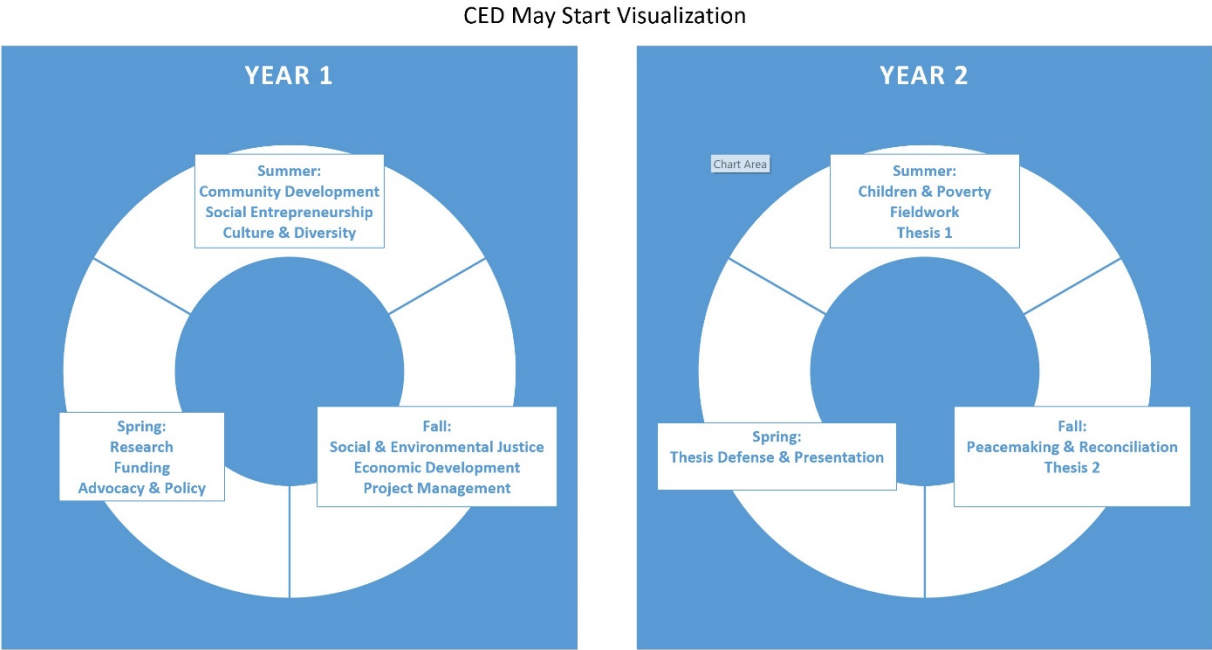 CED May Start Visualization
YEAR 1
Summer:
Community Development
Social Entrepreneurship
Culture & Diversity
Spring:
Research
Funding
Advocacy & Policy
Fall:
Social & Environmental Justice
Economic Development
Project Management
YEAR 2
Chart Area
Summer:
Children & Poverty
Fieldwork
Thesis 1
Spring:
Thesis Defense & Presentation
Fall:
Peacemaking & Reconciliation
Thesis 2